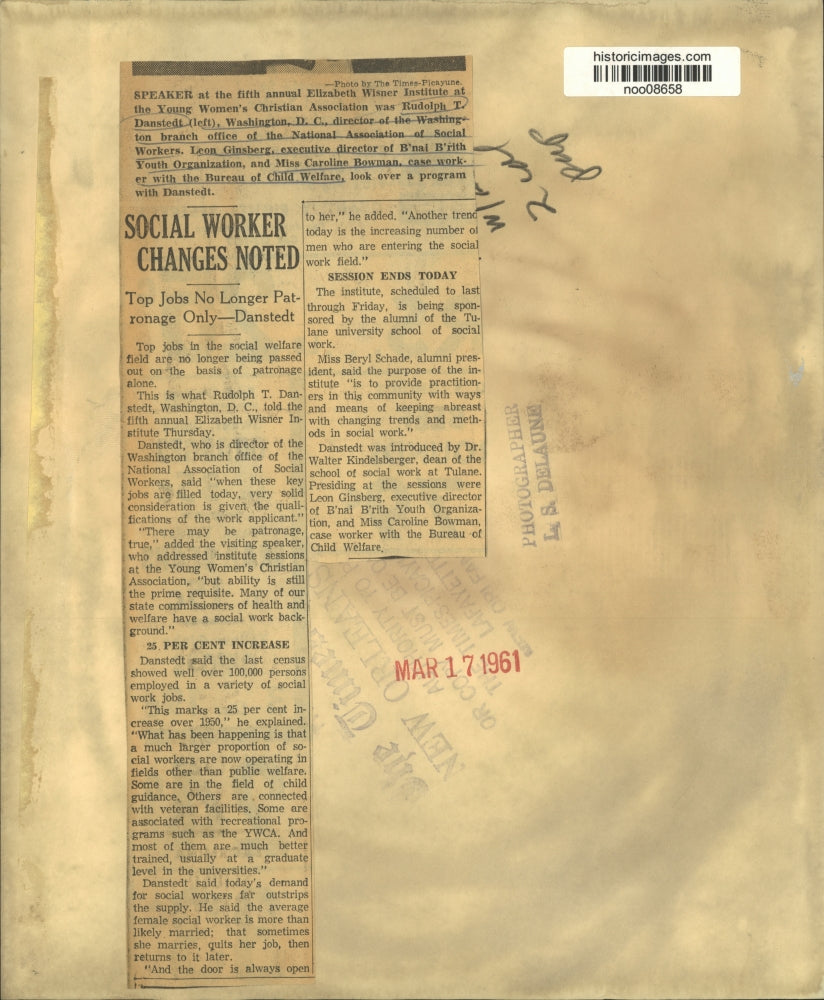 historicimages.com
noo08658
—Photo by The Times-Picayune.
SPEAKER at the fifth annual Elizabeth Wisner Institute at
the Young Women's Christian Association was Rudolph T.
Danstedt (left), Washington, D. C., director of the Washing-
ton branch office of the National Association of Social
Workers. Leon Ginsberg, executive director of B'nai B'rith
Youth Organization, and Miss Caroline Bowman, case work-
er with the Bureau of Child Welfare, look over a program
with Danstedt.
SOCIAL WORKER
CHANGES NOTED
Top Jobs No Longer Pat-
ronage Only—Danstedt
Top jobs in the social welfare
field are no longer being passed
out on the basis of patronage
alone.
This is what Rudolph T. Dan-
stedt, Washington, D. C., told the
fifth annual Elizabeth Wisner In-
stitute Thursday.
Danstedt, who is director of the
Washington branch office of the
National Association of Social
Workers, said "when these key
jobs are filled today, very solid
consideration is given the quali-
fications of the work applicant."
"There may be patronage,
true," added the visiting speaker,
who addressed institute sessions
at the Young Women's Christian
Association, "but ability is still
the prime requisite. Many of our
state commissioners of health and
welfare have a social work back-
ground."
25 PER CENT INCREASE
Danstedt said the last census
showed well over 100,000 persons
employed in a variety of social
work jobs.
"This marks a 25 per cent in-
crease over 1950," he explained.
"What has been happening is that
a much larger proportion of so-
cial workers are now operating in
fields other than public welfare.
Some are in the field of child
guidance. Others are connected
with veteran facilities. Some are
associated with recreational pro-
grams such as the YWCA. And
most of them are much better
trained, usually at a graduate
level in the universities."
Danstedt said today's demand
for social workers far outstrips
the supply. He said the average
female social worker is more than
likely married; that sometimes
she marries, quits her job, then
returns to it later.
"And the door is always open
to her," he added. "Another trend
today is the increasing number of
men who are entering the social
work field."
SESSION ENDS TODAY
The institute, scheduled to last
through Friday, is being spon-
sored by the alumni of the Tu-
lane university school of social
work.
Miss Beryl Schade, alumni pres-
ident, said the purpose of the in-
stitute "is to provide practition-
ers in this community with ways
and means of keeping abreast
with changing trends and meth-
ods in social work."
Danstedt was introduced by Dr.
Walter Kindelsberger, dean of the
school of social work at Tulane.
Presiding at the sessions were
Leon Ginsberg, executive director
of B'nai B'rith Youth Organiza-
tion, and Miss Caroline Bowman,
case worker with the Bureau of
Child Welfare.
PHOTOGRAPHER
L. S. DELAUNE
MAR 17 1961
The Times
NEW ORLEANS